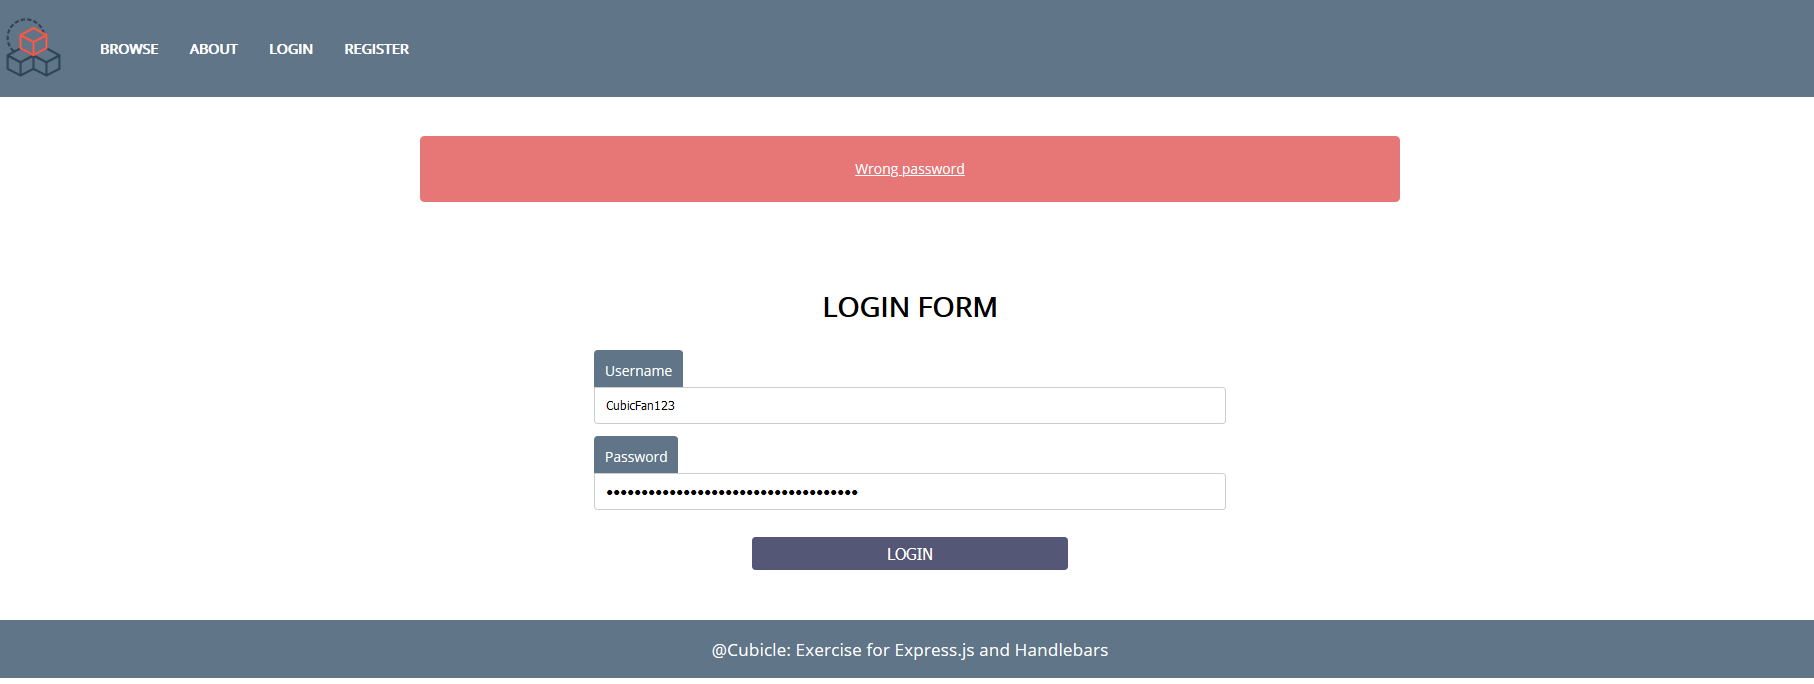 BROWSE ABOUT LOGIN REGISTER
Wrong password
LOGIN FORM
Username
CubicFan123
Password
••••••••••••••••••••••••••••••••••••
LOGIN
@Cubicle: Exercise for Express.js and Handlebars